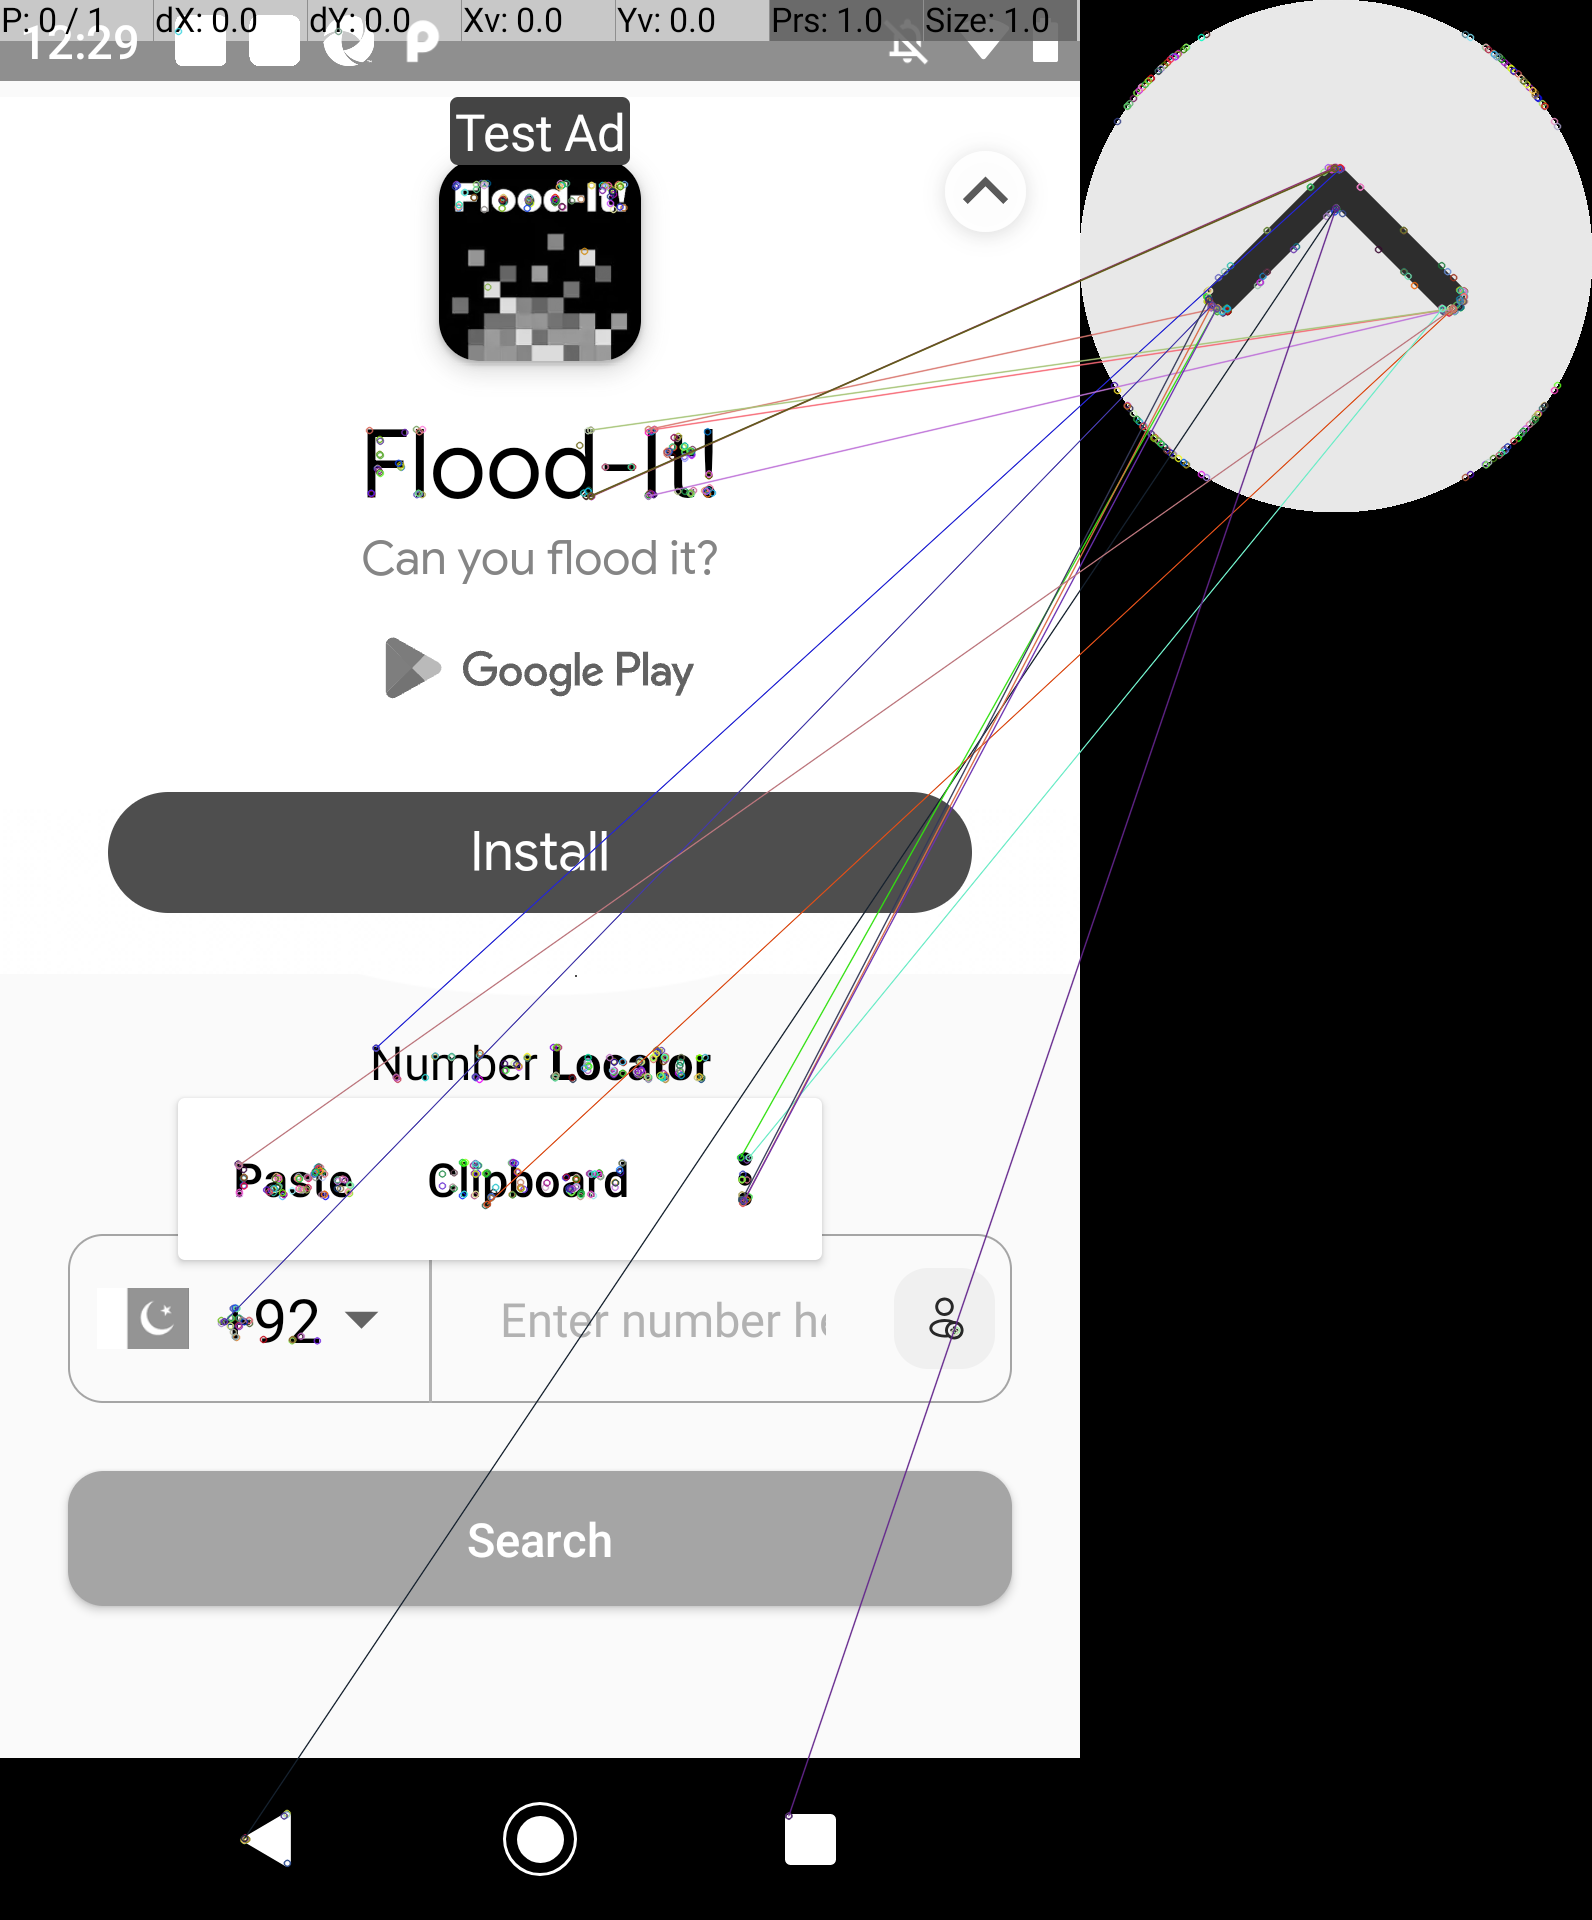 P: 0 / 1 dX: 0.0 dY: 0.0 Xv: 0.0 Yv: 0.0 Prs: 1.0 Size: 1.0
12:29
Test Ad
Flood-It!
Flood-It!
Can you flood it?
Google Play
Install
Number Locator
Paste Clipboard
+92 Enter number he
Search